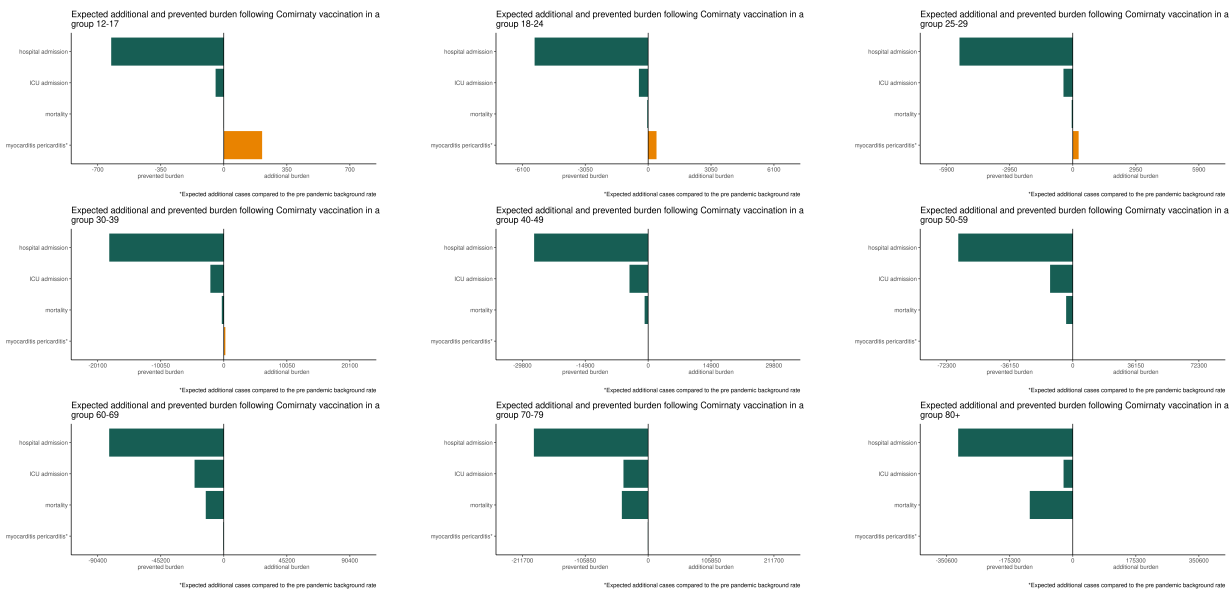 Expected additional and prevented burden following Comirnaty vaccination in a
group 12-17
hospital admission
ICU admission
mortality
myocarditis pericarditis*
-700 -350 0 350 700
prevented burden additional burden
*Expected additional cases compared to the pre pandemic background rate
Expected additional and prevented burden following Comirnaty vaccination in a
group 18-24
hospital admission
ICU admission
mortality
myocarditis pericarditis*
-6100 -3050 0 3050 6100
prevented burden additional burden
*Expected additional cases compared to the pre pandemic background rate
Expected additional and prevented burden following Comirnaty vaccination in a
group 25-29
hospital admission
ICU admission
mortality
myocarditis pericarditis*
-5900 -2950 0 2950 5900
prevented burden additional burden
*Expected additional cases compared to the pre pandemic background rate
Expected additional and prevented burden following Comirnaty vaccination in a
group 30-39
hospital admission
ICU admission
mortality
myocarditis pericarditis*
-20100 -10050 0 10050 20100
prevented burden additional burden
*Expected additional cases compared to the pre pandemic background rate
Expected additional and prevented burden following Comirnaty vaccination in a
group 40-49
hospital admission
ICU admission
mortality
myocarditis pericarditis*
-29800 -14900 0 14900 29800
prevented burden additional burden
*Expected additional cases compared to the pre pandemic background rate
Expected additional and prevented burden following Comirnaty vaccination in a
group 50-59
hospital admission
ICU admission
mortality
myocarditis pericarditis*
-72300 -36150 0 36150 72300
prevented burden additional burden
*Expected additional cases compared to the pre pandemic background rate
Expected additional and prevented burden following Comirnaty vaccination in a
group 60-69
hospital admission
ICU admission
mortality
myocarditis pericarditis*
-90400 -45200 0 45200 90400
prevented burden additional burden
*Expected additional cases compared to the pre pandemic background rate
Expected additional and prevented burden following Comirnaty vaccination in a
group 70-79
hospital admission
ICU admission
mortality
myocarditis pericarditis*
-211700 -105850 0 105850 211700
prevented burden additional burden
*Expected additional cases compared to the pre pandemic background rate
Expected additional and prevented burden following Comirnaty vaccination in a
group 80+
hospital admission
ICU admission
mortality
myocarditis pericarditis*
-350600 -175300 0 175300 350600
prevented burden additional burden
*Expected additional cases compared to the pre pandemic background rate